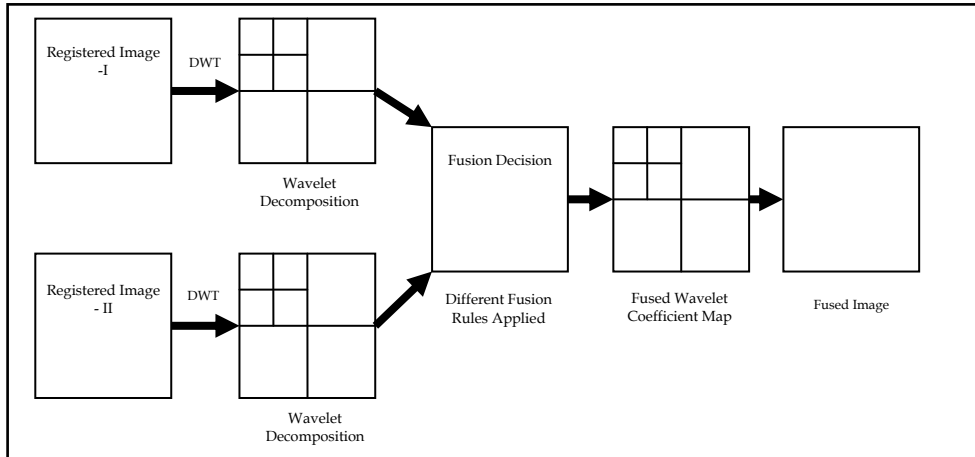 Registered Image
-I
DWT
Wavelet
Decomposition
Registered Image
- II
DWT
Wavelet
Decomposition
Fusion Decision
Different Fusion
Rules Applied
Fused Wavelet
Coefficient Map
Fused Image